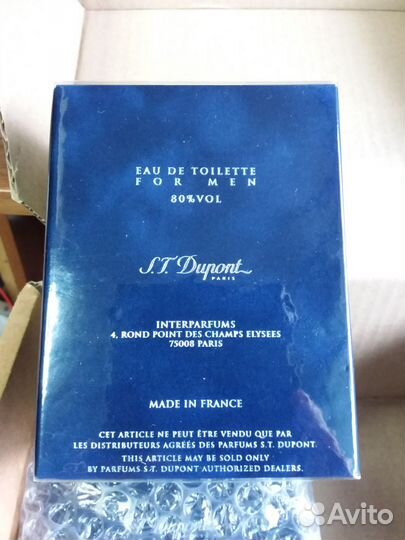 EAU DE TOILETTE
FOR MEN
80%VOL
S.T. Dupont
PARIS
INTERPARFUMS
4, ROND POINT DES CHAMPS ELYSEES
75008 PARIS
MADE IN FRANCE
CET ARTICLE NE PEUT ÊTRE VENDU QUE PAR
LES DISTRIBUTEURS AGREÉS DES PARFUMS S.T. DUPONT.
THIS ARTICLE MAY BE SOLD ONLY
BY PARFUMS S.T. DUPONT AUTHORIZED DEALERS.
Avito